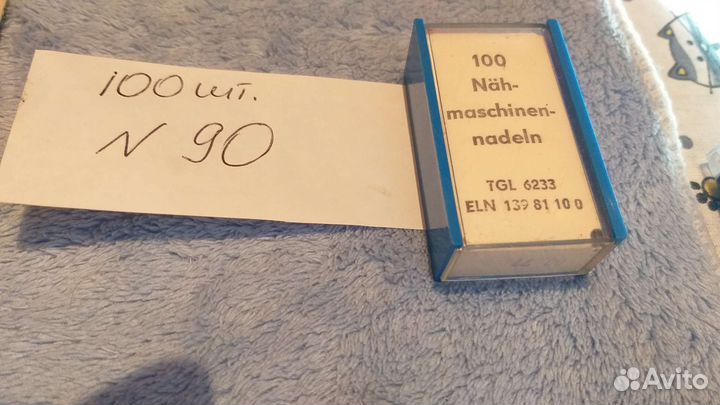 100 шт.
N 90
100
Näh-
maschinen-
nadeln
TGL 6233
ELN 139 81 10 0
Avito